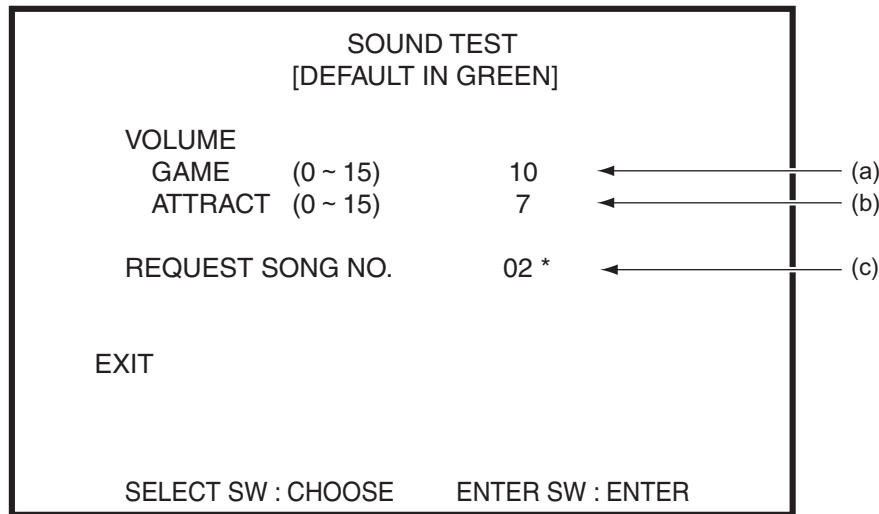 SOUND TEST
[DEFAULT IN GREEN]
VOLUME
GAME (0 ~ 15) 10 (a)
ATTRACT (0 ~ 15) 7 (b)
REQUEST SONG NO. 02 * (c)
EXIT
SELECT SW : CHOOSE ENTER SW : ENTER